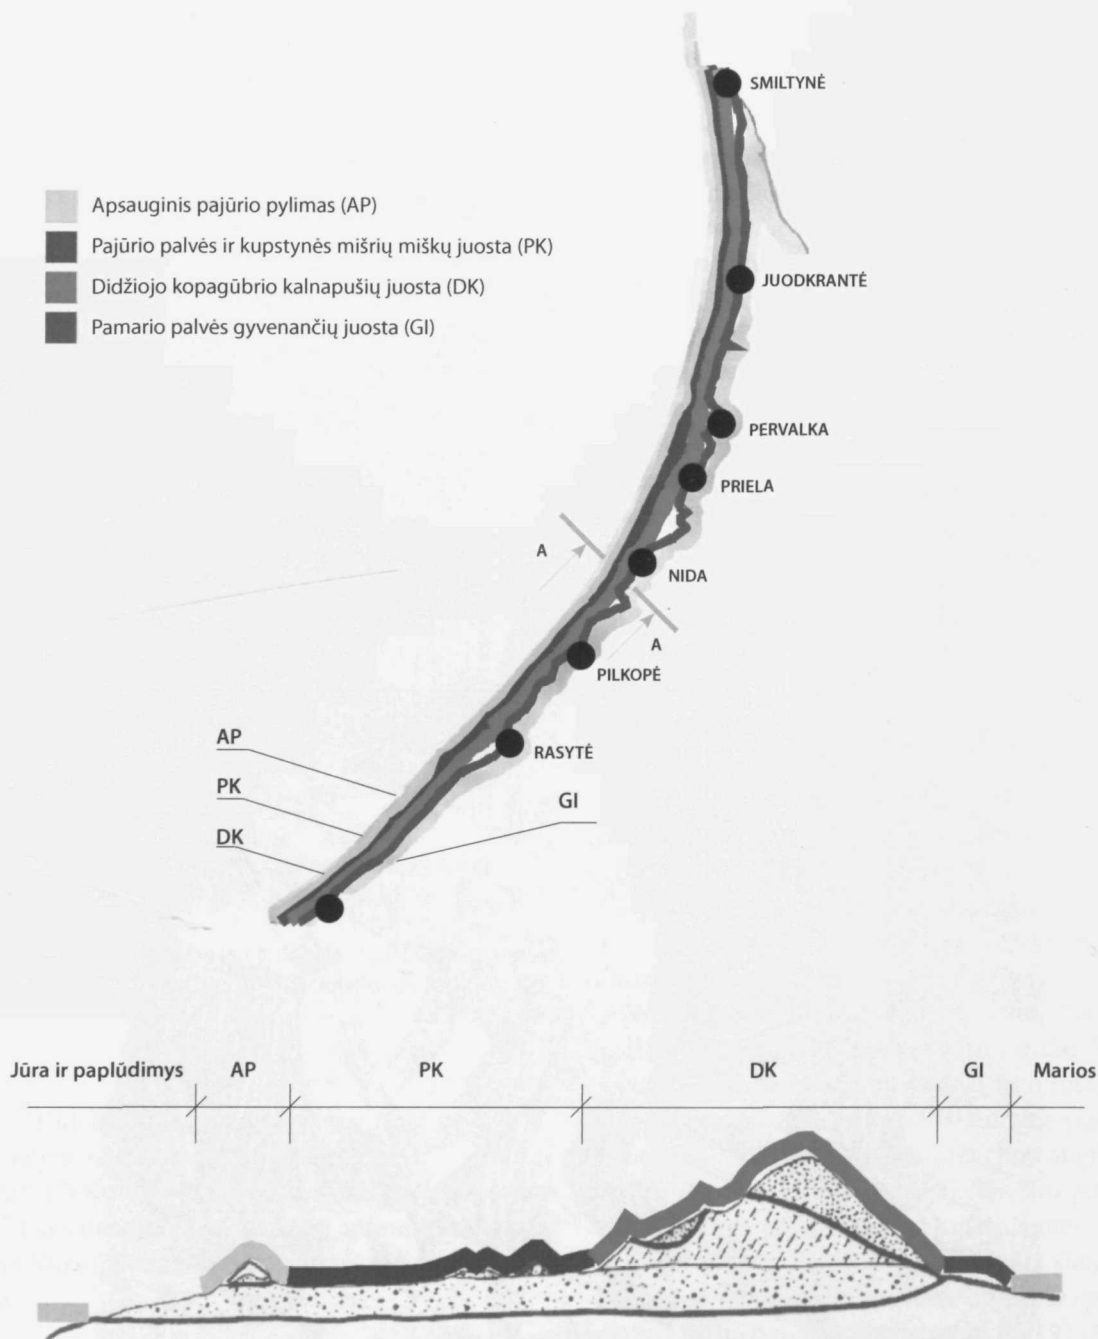 SMILTYNĖ
Apsauginis pajūrio pylimas (AP)
Pajūrio palvės ir kupstynės mišrių miškų juosta (PK)
Didžiojo kopagūbrio kalnapušių juosta (DK)
Pamario palvės gyvenančių juosta (GI)
JUODKRANTĖ
PERVALKA
PRIELA
A
NIDA
A
PILKOPĖ
RASYTĖ
AP
PK
GI
DK
Jūra ir paplūdimys AP PK DK GI Marios